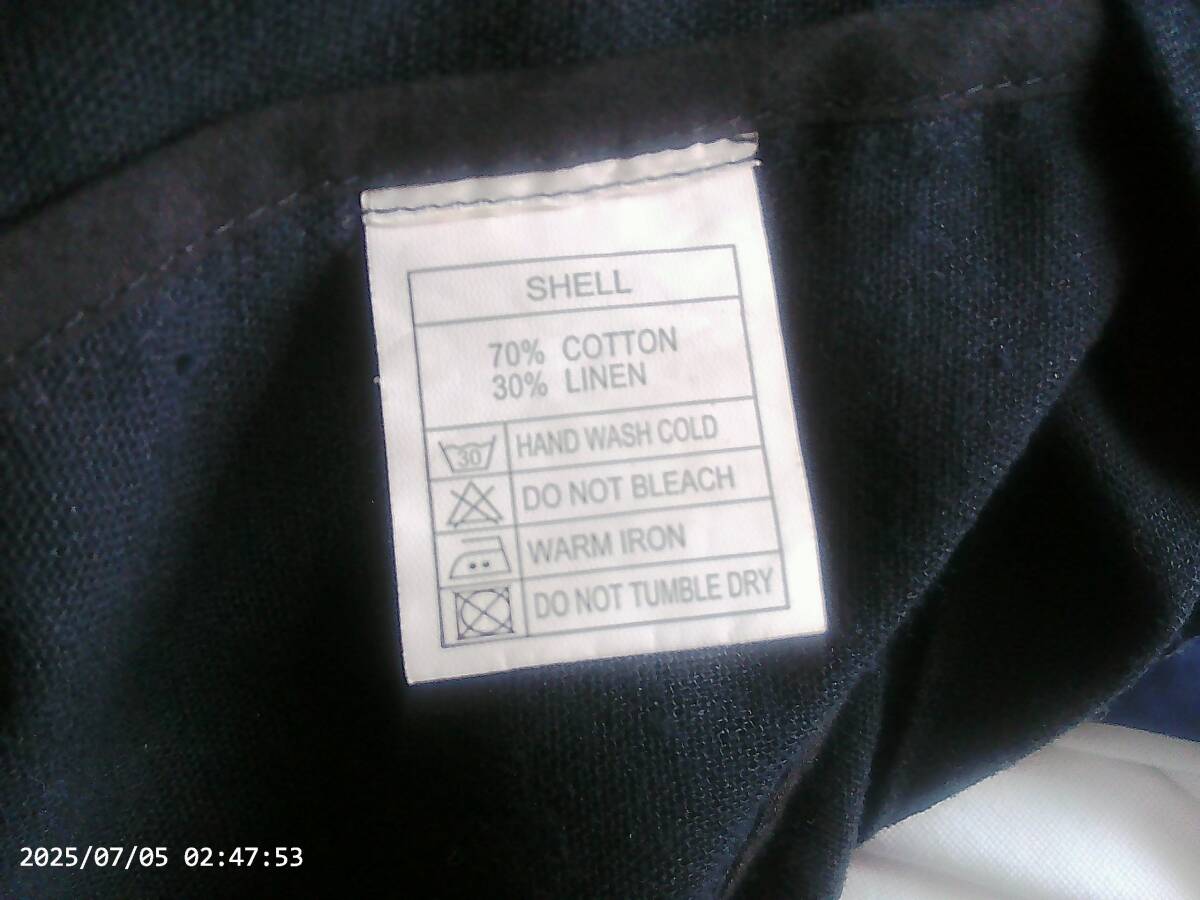 SHELL
70% COTTON
30% LINEN
30 HAND WASH COLD
DO NOT BLEACH
WARM IRON
DO NOT TUMBLE DRY
2025/07/05 02:47:53